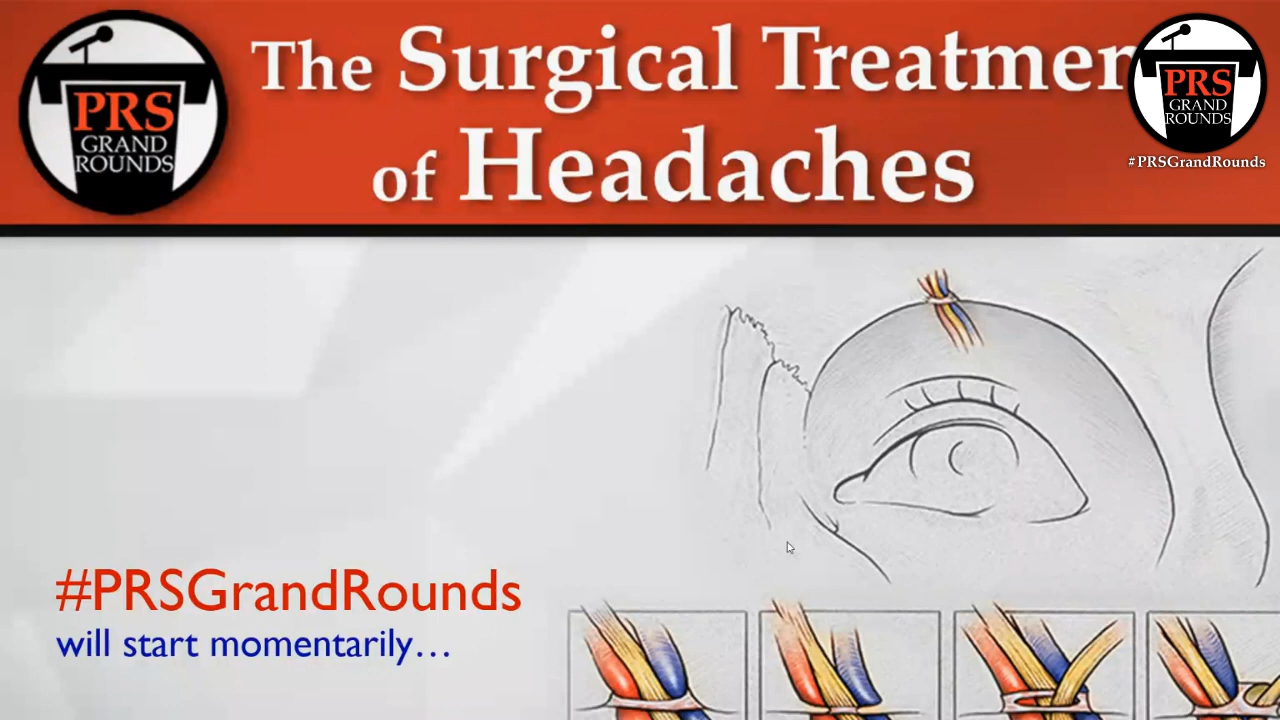 PRS
GRAND
ROUNDS
The Surgical Treatmen
of Headaches
PRS
GRAND
ROUNDS
#PRSGrandRounds
#PRSGrandRounds
will start momentarily...